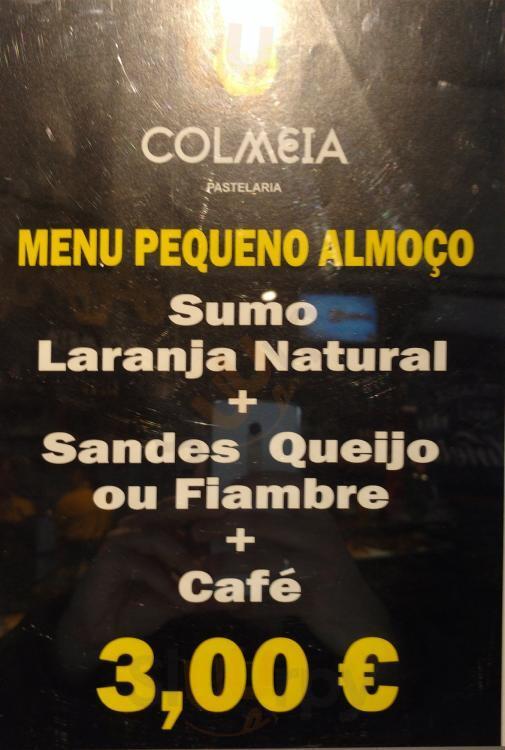 COLMEIA
PASTELARIA
MENU PEQUENO ALMOÇO
Sumo
Laranja Natural
+
Sandes Queijo
ou Fiambre
+
Café
3,00 €